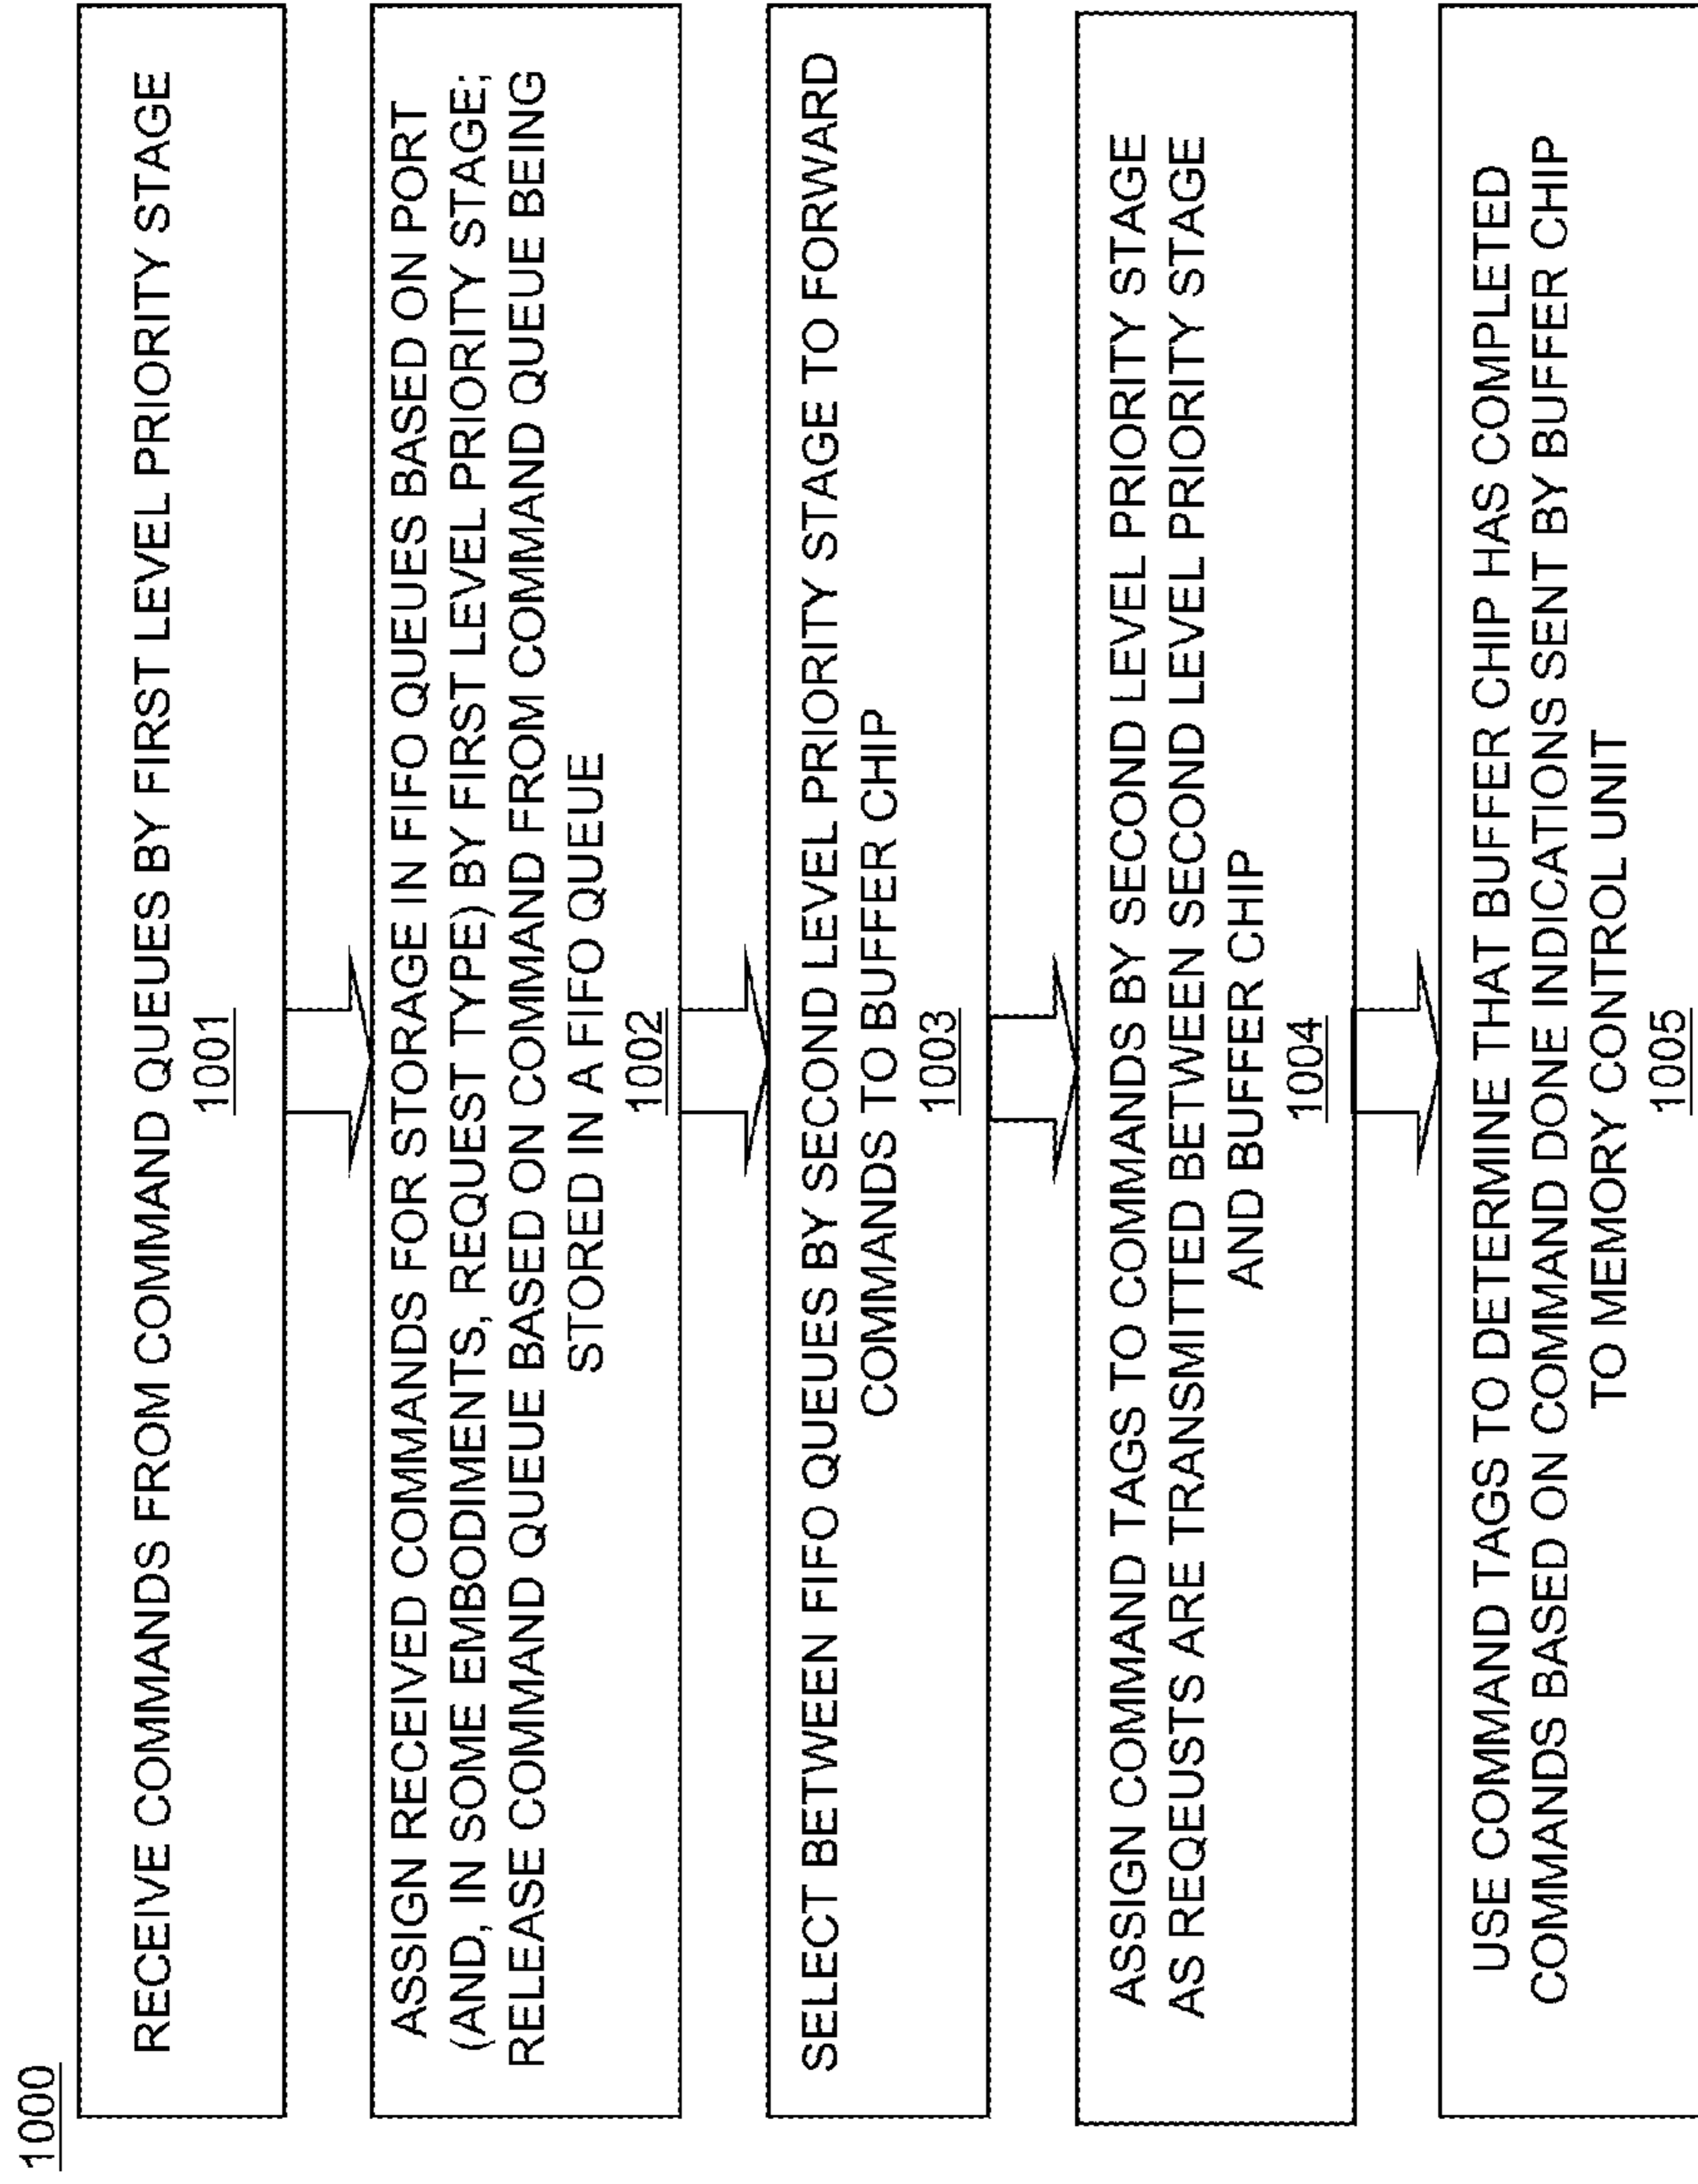 1000
RECEIVE COMMANDS FROM COMMAND QUEUES BY FIRST LEVEL PRIORITY STAGE
1001
ASSIGN RECEIVED COMMANDS FOR STORAGE IN FIFO QUEUES BASED ON PORT
(AND, IN SOME EMBODIMENTS, REQUEST TYPE) BY FIRST LEVEL PRIORITY STAGE;
RELEASE COMMAND QUEUE BASED ON COMMAND FROM COMMAND QUEUE BEING
STORED IN A FIFO QUEUE
1002
SELECT BETWEEN FIFO QUEUES BY SECOND LEVEL PRIORITY STAGE TO FORWARD
COMMANDS TO BUFFER CHIP
1003
ASSIGN COMMAND TAGS TO COMMANDS BY SECOND LEVEL PRIORITY STAGE
AS REQEUSTS ARE TRANSMITTED BETWEEN SECOND LEVEL PRIORITY STAGE
AND BUFFER CHIP
1004
USE COMMAND TAGS TO DETERMINE THAT BUFFER CHIP HAS COMPLETED
COMMANDS BASED ON COMMAND DONE INDICATIONS SENT BY BUFFER CHIP
TO MEMORY CONTROL UNIT
1005